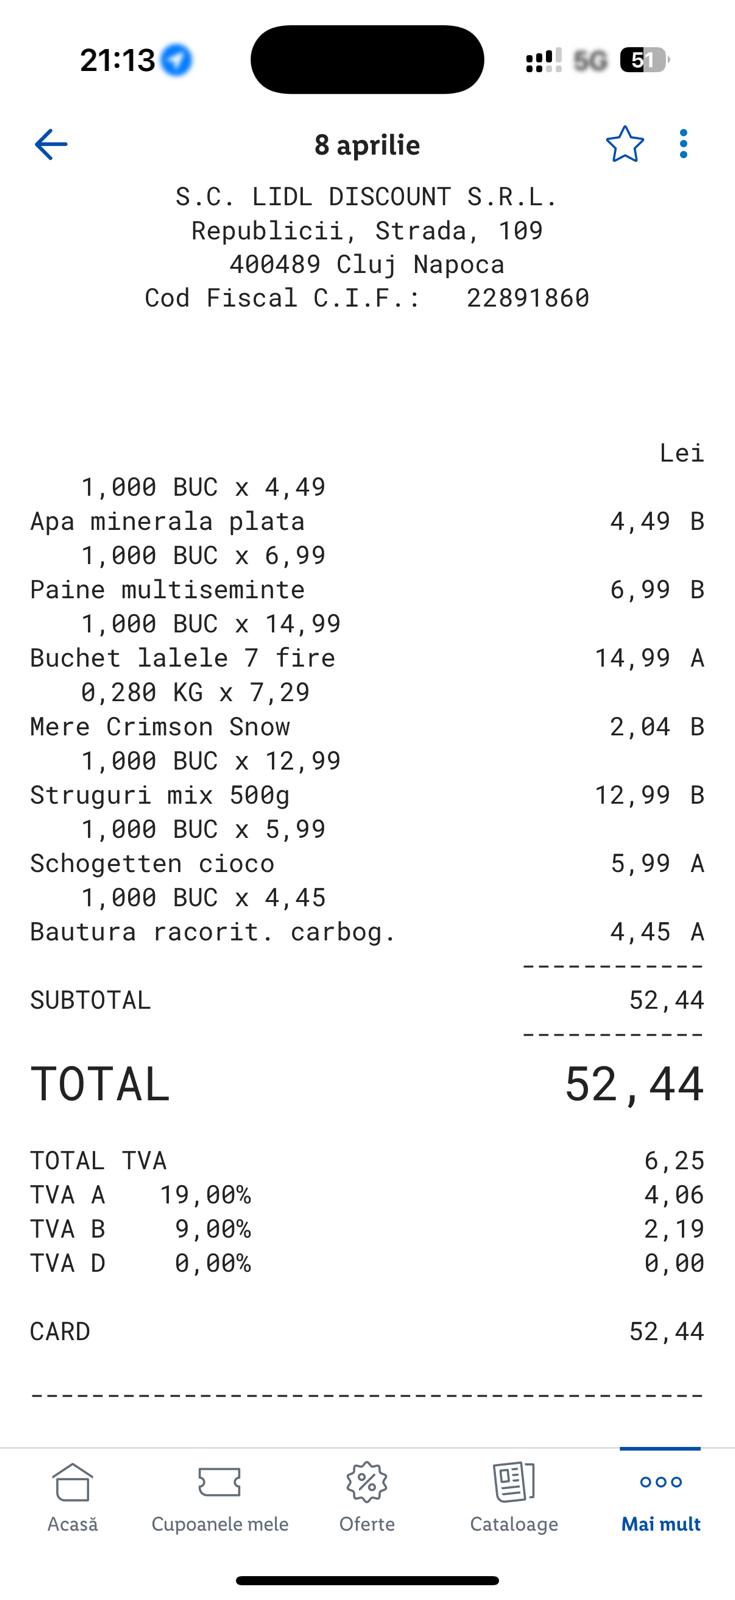 21:13
5G
51
8 aprilie
S.C. LIDL DISCOUNT S.R.L.
Republicii, Strada, 109
400489 Cluj Napoca
Cod Fiscal C.I.F.: 22891860
Lei
1,000 BUC x 4,49
Apa minerala plata 4,49 B
1,000 BUC x 6,99
Paine multiseminte 6,99 B
1,000 BUC x 14,99
Buchet lalele 7 fire 14,99 A
0,280 KG x 7,29
Mere Crimson Snow 2,04 B
1,000 BUC x 12,99
Struguri mix 500g 12,99 B
1,000 BUC x 5,99
Schogetten cioco 5,99 A
1,000 BUC x 4,45
Bautura racorit. carbog. 4,45 A
------------
SUBTOTAL 52,44
------------
TOTAL 52,44
TOTAL TVA 6,25
TVA A 19,00% 4,06
TVA B 9,00% 2,19
TVA D 0,00% 0,00
CARD 52,44
--------------------------------------------
Acasă Cupoanele mele Oferte Cataloage Mai mult